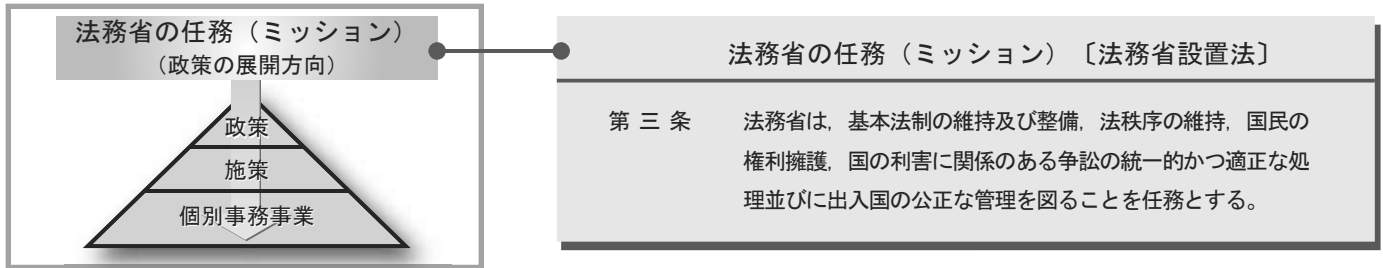 法務省の任務（ミッション）
（政策の展開方向）
政策
施策
個別事務事業
法務省の任務（ミッション）〔法務省設置法〕
第三条　法務省は，基本法制の維持及び整備，法秩序の維持，国民の
権利擁護，国の利害に関係のある争訟の統一的かつ適正な処
理並びに出入国の公正な管理を図ることを任務とする。